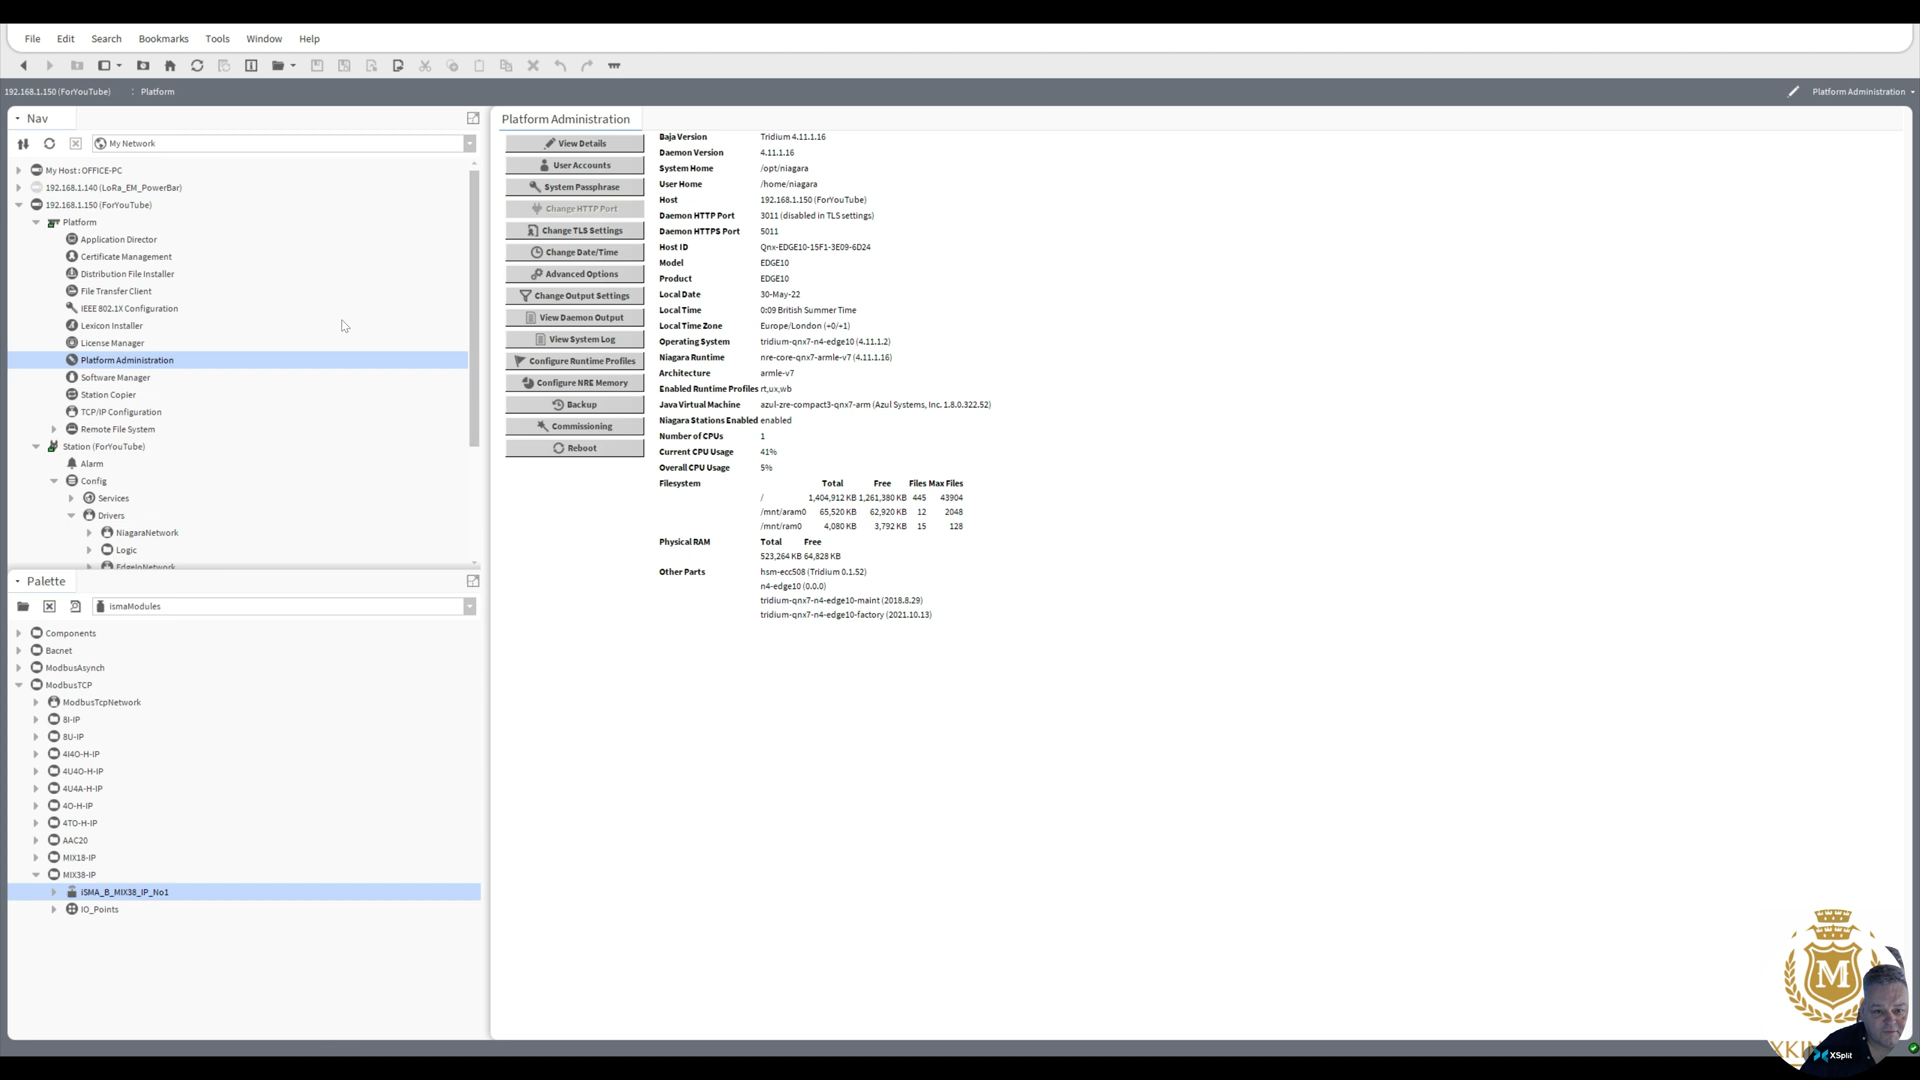 File Edit Search Bookmarks Tools Window Help
192.168.1.150 (ForYouTube) : Platform
Platform Administration
Nav
My Network
My Host : OFFICE-PC
192.168.1.140 (LoRa_EM_PowerBar)
192.168.1.150 (ForYouTube)
Platform
Application Director
Certificate Management
Distribution File Installer
File Transfer Client
IEEE 802.1X Configuration
Lexicon Installer
License Manager
Platform Administration
Software Manager
Station Copier
TCP/IP Configuration
Remote File System
Station (ForYouTube)
Alarm
Config
Services
Drivers
NiagaraNetwork
Logic
EdgeIoNetwork
Palette
ismaModules
Components
Bacnet
ModbusAsynch
ModbusTCP
ModbusTcpNetwork
8I-IP
8U-IP
4I4O-H-IP
4U4O-H-IP
4U4A-H-IP
4O-H-IP
4TO-H-IP
AAC20
MIX18-IP
MIX38-IP
iSMA_B_MIX38_IP_No1
IO_Points
Platform Administration
View Details
User Accounts
System Passphrase
Change HTTP Port
Change TLS Settings
Change Date/Time
Advanced Options
Change Output Settings
View Daemon Output
View System Log
Configure Runtime Profiles
Configure NRE Memory
Backup
Commissioning
Reboot
Baja Version Tridium 4.11.1.16
Daemon Version 4.11.1.16
System Home /opt/niagara
User Home /home/niagara
Host 192.168.1.150 (ForYouTube)
Daemon HTTP Port 3011 (disabled in TLS settings)
Daemon HTTPS Port 5011
Host ID Qnx-EDGE10-15F1-3E09-6D24
Model EDGE10
Product EDGE10
Local Date 30-May-22
Local Time 0:09 British Summer Time
Local Time Zone Europe/London (+0/+1)
Operating System tridium-qnx7-n4-edge10 (4.11.1.2)
Niagara Runtime nre-core-qnx7-armle-v7 (4.11.1.16)
Architecture armle-v7
Enabled Runtime Profiles rt,ux,wb
Java Virtual Machine azul-zre-compact3-qnx7-arm (Azul Systems, Inc. 1.8.0.322.52)
Niagara Stations Enabled enabled
Number of CPUs 1
Current CPU Usage 41%
Overall CPU Usage 5%
Filesystem Total Free Files Max Files
/ 1,404,912 KB 1,261,380 KB 445 43904
/mnt/aram0 65,520 KB 62,920 KB 12 2048
/mnt/ram0 4,080 KB 3,792 KB 15 128
Physical RAM Total Free
523,264 KB 64,828 KB
Other Parts hsm-ecc508 (Tridium 0.1.52)
n4-edge10 (0.0.0)
tridium-qnx7-n4-edge10-maint (2018.8.29)
tridium-qnx7-n4-edge10-factory (2021.10.13)
M
XSplit